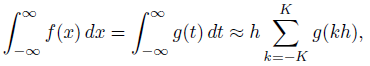 ∫_{-∞}^{∞} f(x) dx = ∫_{-∞}^{∞} g(t) dt ≈ h ∑_{k=-K}^{K} g(kh),